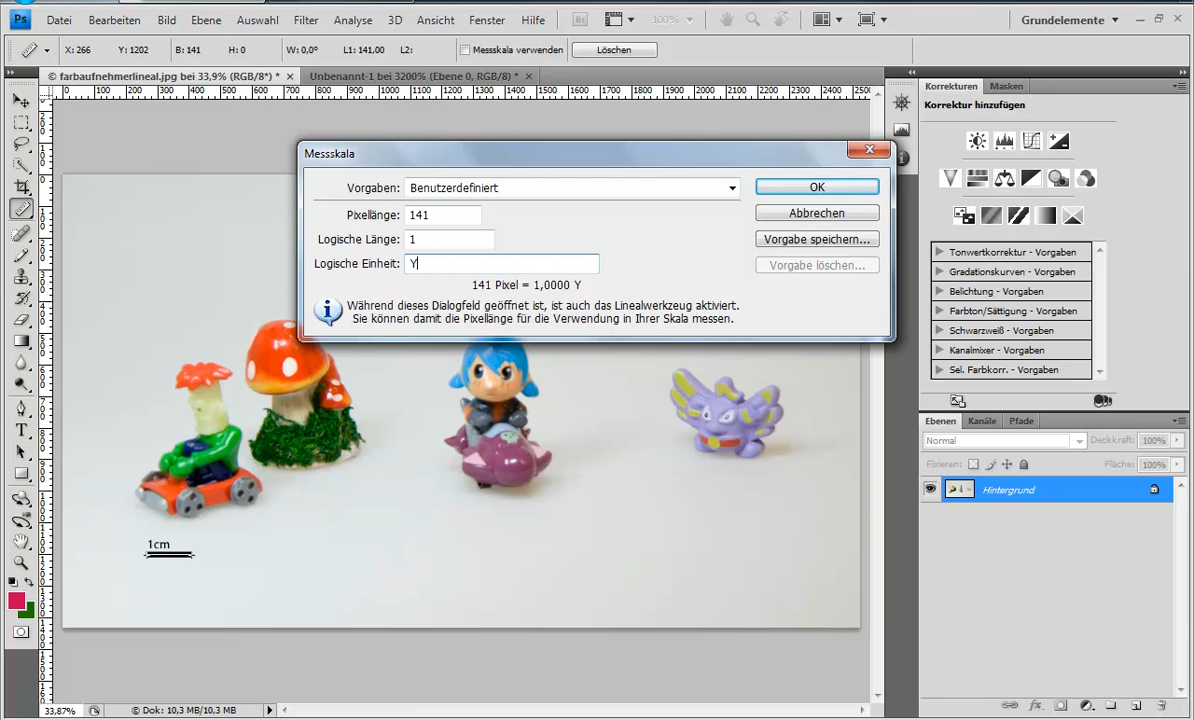 Ps Datei Bearbeiten Bild Ebene Auswahl Filter Analyse 3D Ansicht Fenster Hilfe Br 100% Grundelemente
X: 266 Y: 1202 B: 141 H: 0 W: 0,0° L1: 141,00 L2: Messskala verwenden Löschen
© farbaufnehmerlineal.jpg bei 33,9% (RGB/8*) * Unbenannt-1 bei 3200% (Ebene 0, RGB/8) *
Korrekturen Masken
Korrektur hinzufügen
Messskala
Vorgaben: Benutzerdefiniert OK
Pixellänge: 141 Abbrechen
Logische Länge: 1 Vorgabe speichern...
Logische Einheit: Y Vorgabe löschen...
141 Pixel = 1,0000 Y
Während dieses Dialogfeld geöffnet ist, ist auch das Linealwerkzeug aktiviert.
Sie können damit die Pixellänge für die Verwendung in Ihrer Skala messen.
Tonwertkorrektur - Vorgaben
Gradationskurven - Vorgaben
Belichtung - Vorgaben
Farbton/Sättigung - Vorgaben
Schwarzweiß - Vorgaben
Kanalmixer - Vorgaben
Sel. Farbkorr. - Vorgaben
Ebenen Kanäle Pfade
Normal Deckkraft: 100%
Fixieren: Fläche: 100%
Hintergrund
1cm
33,87% © Dok: 10,3 MB/10,3 MB